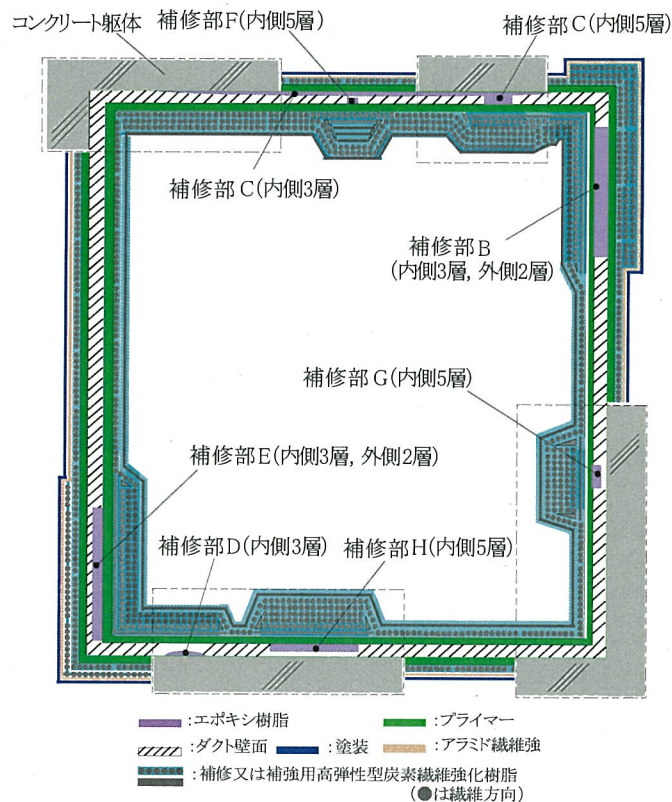 コンクリート躯体
補修部F(内側5層)
補修部 C(内側5層)
補修部 C(内側3層)
補修部 B
(内側3層, 外側2層)
補修部 G(内側5層)
補修部E(内側3層, 外側2層)
補修部D(内側3層)
補修部H(内側5層)
:エポキシ樹脂
:プライマー
:ダクト壁面
:塗装
:アラミド繊維強
:補修又は補強用高弾性型炭素繊維強化樹脂
(●は繊維方向)